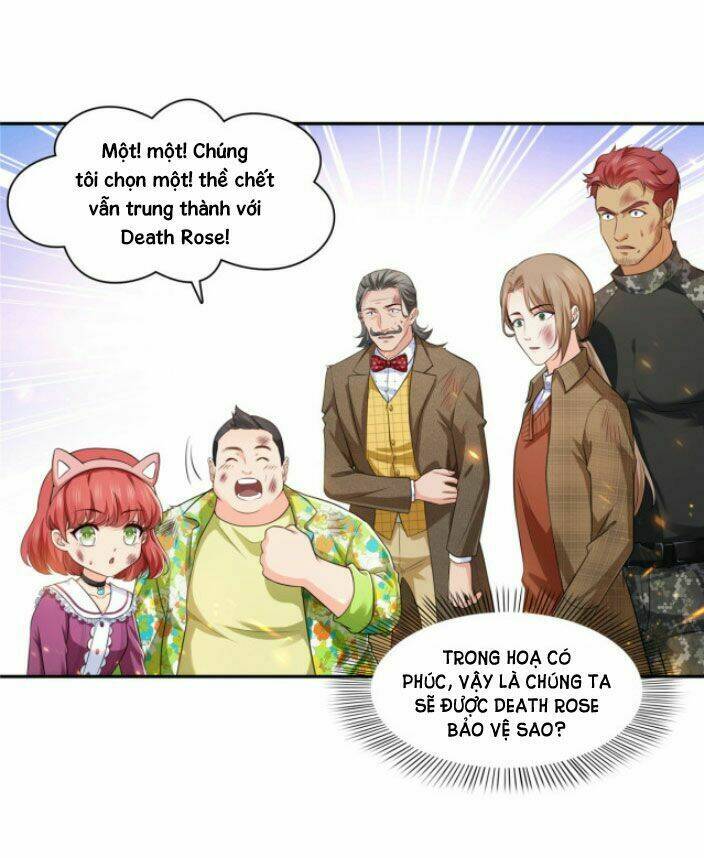 Một! một! Chúng
tôi chọn một! thề chết
vẫn trung thành với
Death Rose!
TRONG HOẠ CÓ
PHÚC, VẬY LÀ CHÚNG TA
SẼ ĐƯỢC DEATH ROSE
BẢO VỆ SAO?